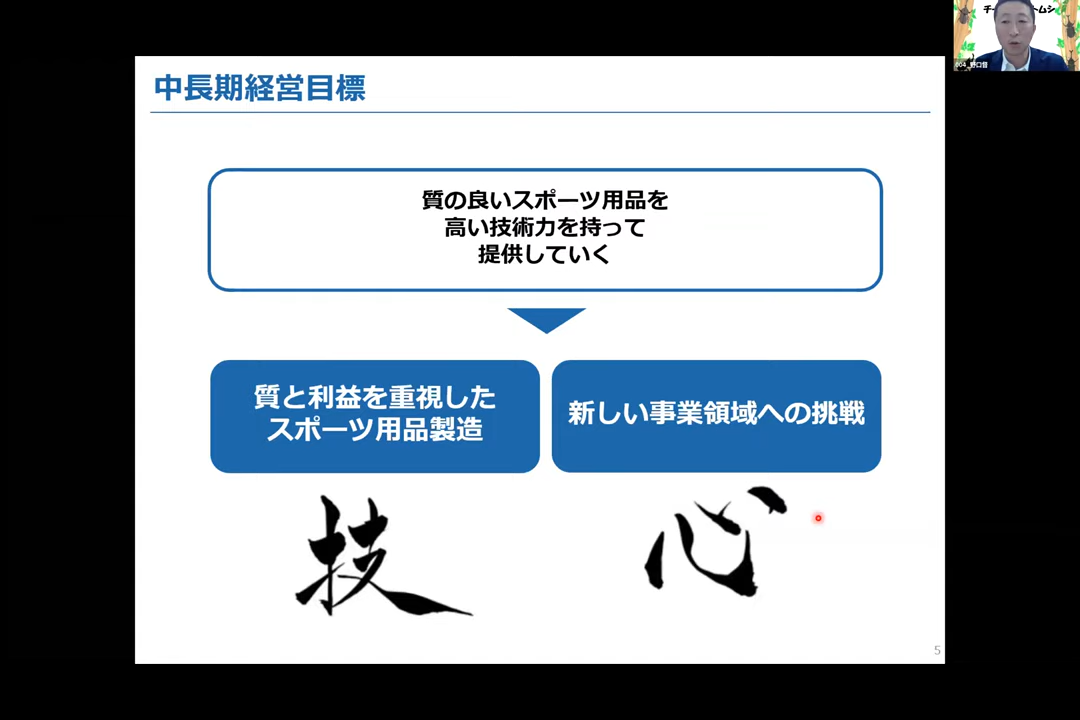 中長期経営目標
質の良いスポーツ用品を
高い技術力を持って
提供していく
質と利益を重視した
スポーツ用品製造
新しい事業領域への挑戦
技
心
5